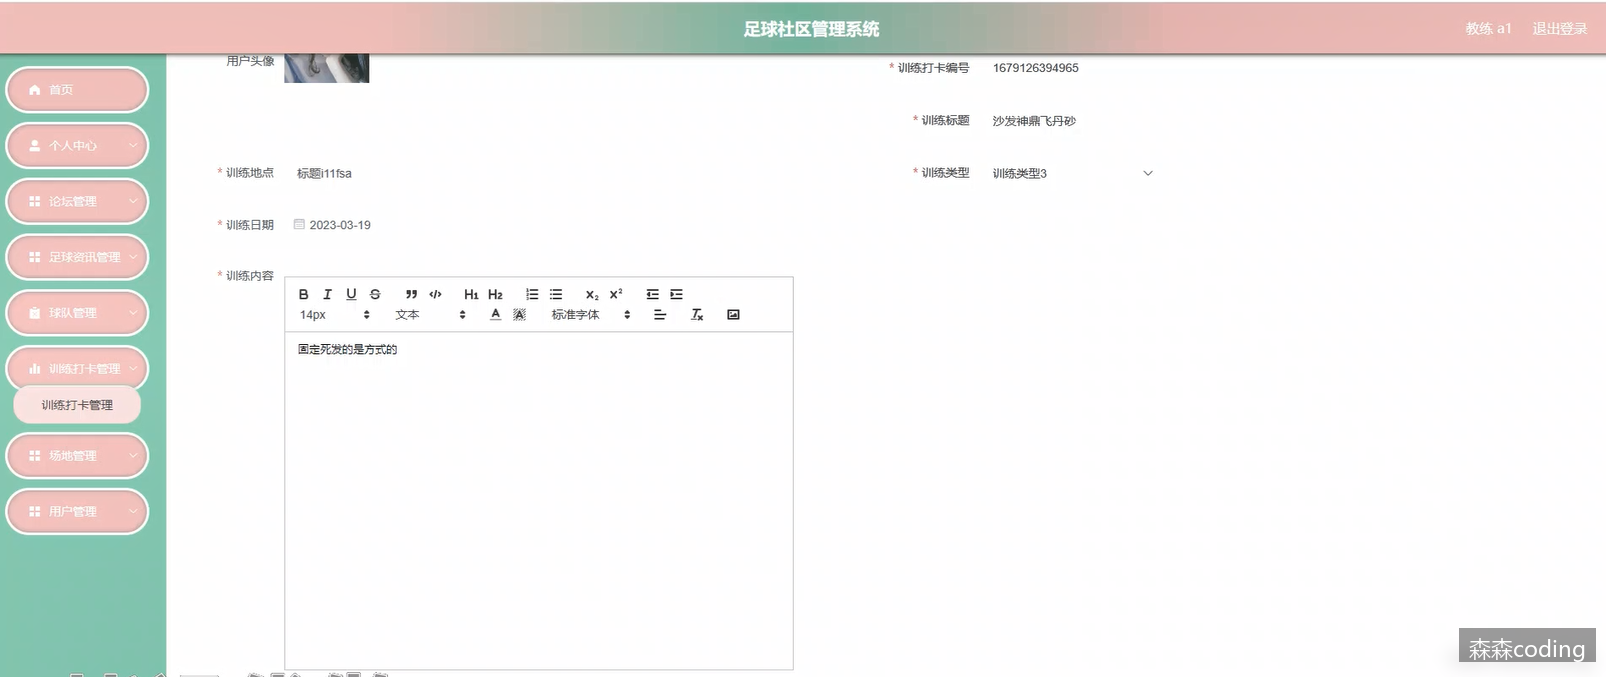 足球社区管理系统
教练 a1 退出登录
首页
个人中心
论坛管理
足球资讯管理
球队管理
训练打卡管理
训练打卡管理
场地管理
用户管理
用户头像
* 训练打卡编号 1679126394965
* 训练标题 沙发神鼎飞丹砂
* 训练地点 标题i11fsa
* 训练类型 训练类型3
* 训练日期 2023-03-19
* 训练内容
B I U S ” </> H1 H2 x₂ x²
14px 文本 A A 标准字体 Tx
固定死发的是方式的
森森coding